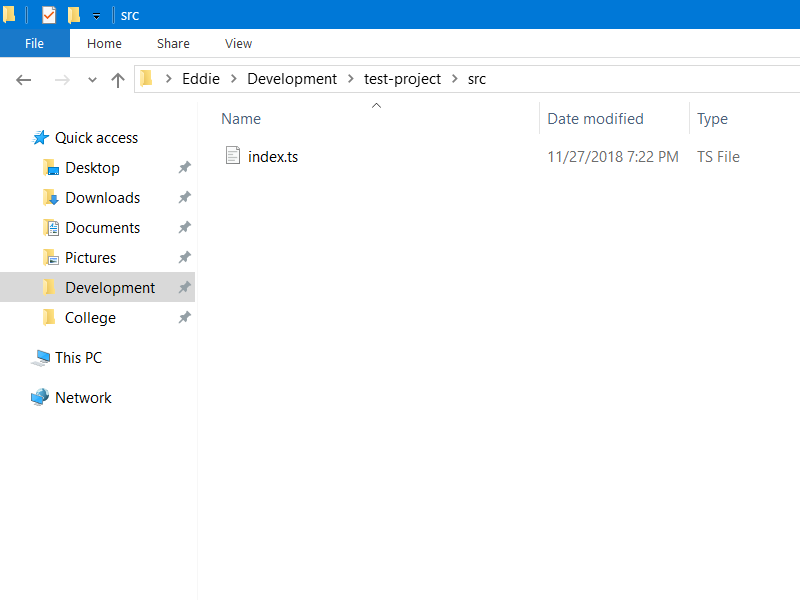 src
File Home Share View
Eddie Development test-project src
Name Date modified Type
index.ts 11/27/2018 7:22 PM TS File
Quick access
Desktop
Downloads
Documents
Pictures
Development
College
This PC
Network